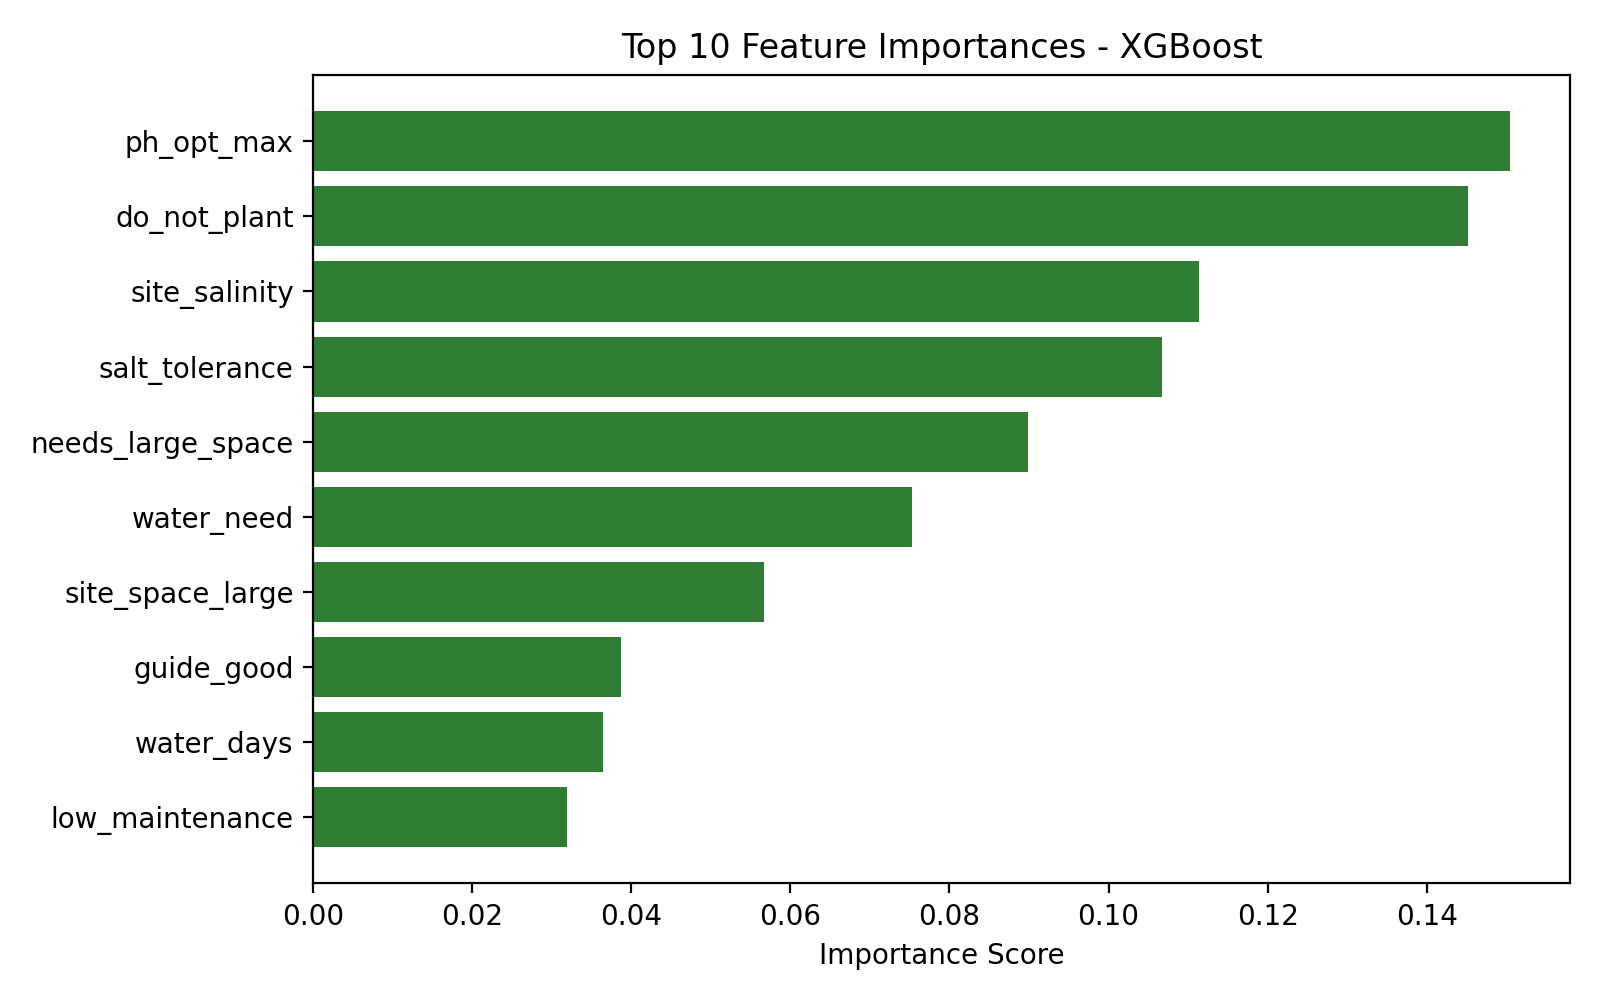 Top 10 Feature Importances - XGBoost
ph_opt_max
do_not_plant
site_salinity
salt_tolerance
needs_large_space
water_need
site_space_large
guide_good
water_days
low_maintenance
0.00 0.02 0.04 0.06 0.08 0.10 0.12 0.14
Importance Score